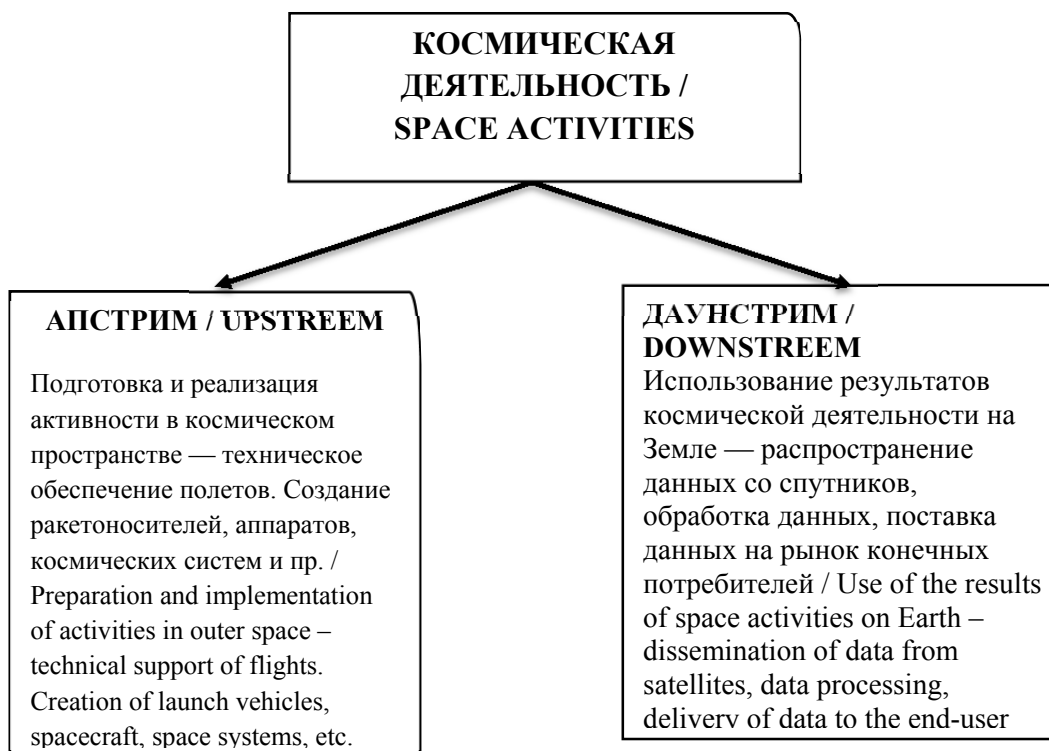 КОСМИЧЕСКАЯ
ДЕЯТЕЛЬНОСТЬ /
SPACE ACTIVITIES
АПСТРИМ / UPSTREEM
Подготовка и реализация
активности в космическом
пространстве — техническое
обеспечение полетов. Создание
ракетоносителей, аппаратов,
космических систем и пр. /
Preparation and implementation
of activities in outer space –
technical support of flights.
Creation of launch vehicles,
spacecraft, space systems, etc.
ДАУНСТРИМ /
DOWNSTREEM
Использование результатов
космической деятельности на
Земле — распространение
данных со спутников,
обработка данных, поставка
данных на рынок конечных
потребителей / Use of the results
of space activities on Earth –
dissemination of data from
satellites, data processing,
delivery of data to the end-user